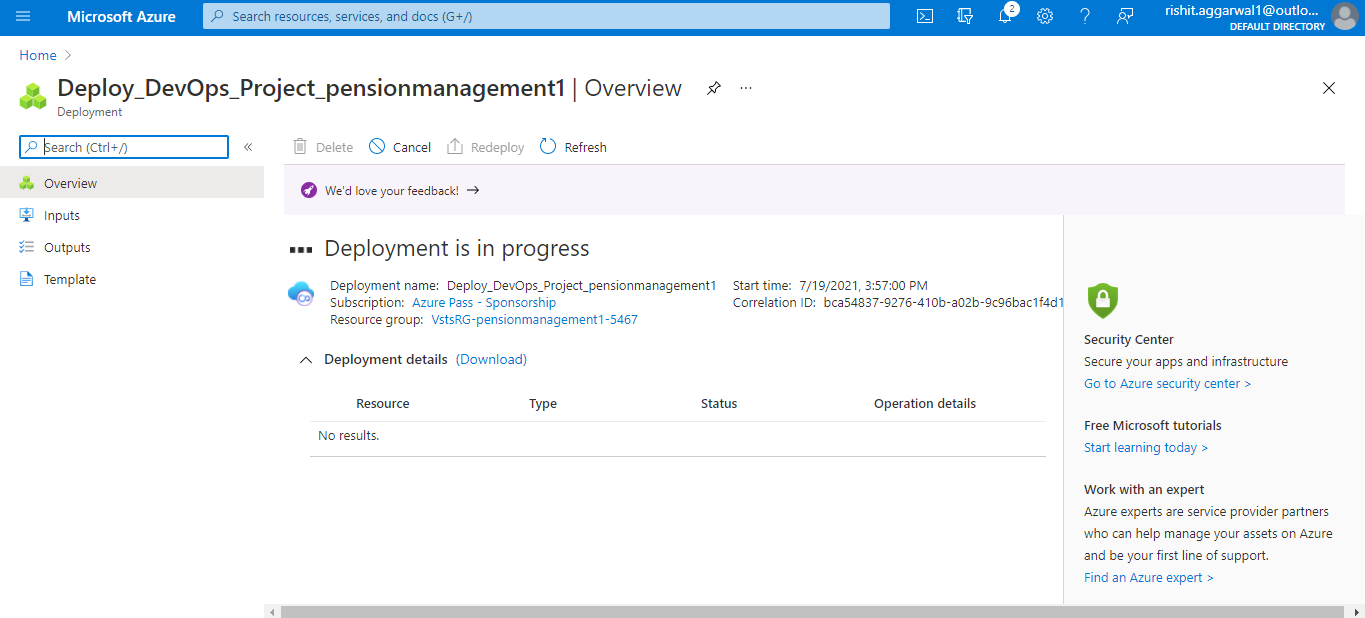 Microsoft Azure
Search resources, services, and docs (G+/)
2
rishit.aggarwal1@outlo...
DEFAULT DIRECTORY
Home
Deploy_DevOps_Project_pensionmanagement1 | Overview
Deployment
Search (Ctrl+/)
Delete
Cancel
Redeploy
Refresh
Overview
Inputs
Outputs
Template
We'd love your feedback!
Deployment is in progress
Deployment name: Deploy_DevOps_Project_pensionmanagement1
Subscription: Azure Pass - Sponsorship
Resource group: VstsRG-pensionmanagement1-5467
Start time: 7/19/2021, 3:57:00 PM
Correlation ID: bca54837-9276-410b-a02b-9c96bac1f4d1
Deployment details (Download)
Resource Type Status Operation details
No results.
Security Center
Secure your apps and infrastructure
Go to Azure security center >
Free Microsoft tutorials
Start learning today >
Work with an expert
Azure experts are service provider partners
who can help manage your assets on Azure
and be your first line of support.
Find an Azure expert >